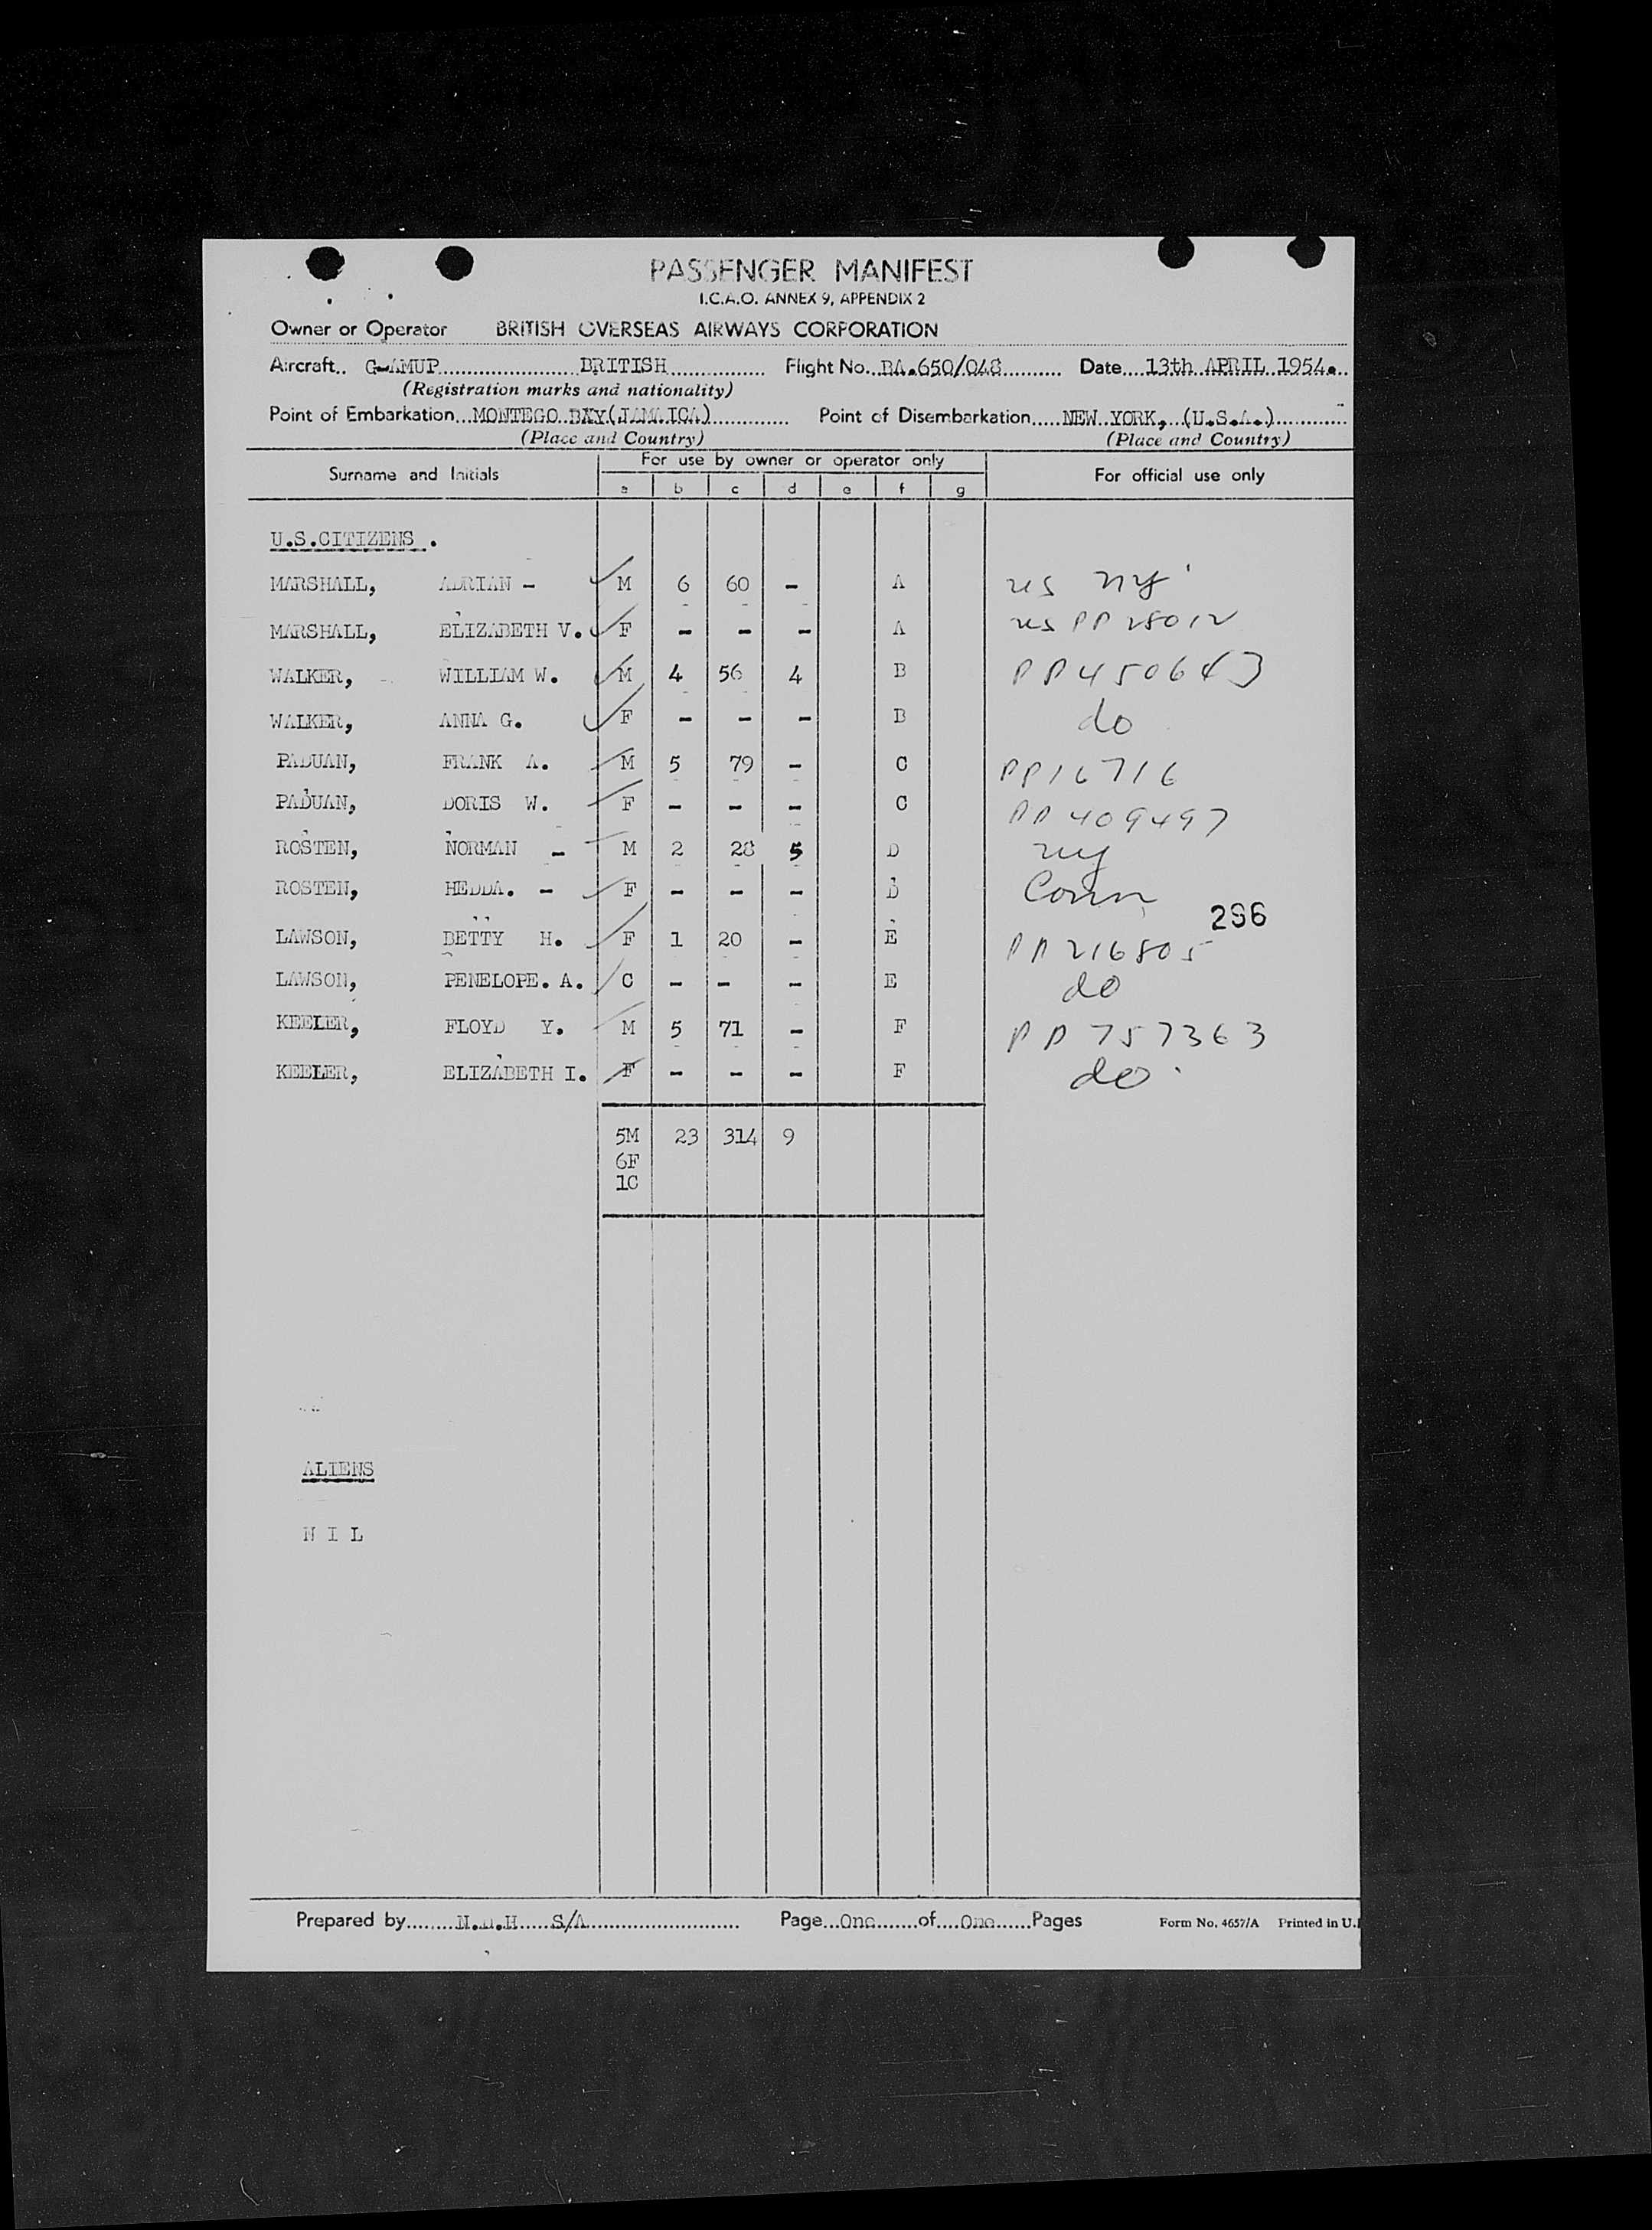 PASSENGER MANIFEST
I.C.A.O. ANNEX 9, APPENDIX 2
Owner or Operator BRITISH OVERSEAS AIRWAYS CORPORATION
Aircraft.. G-AMUP BRITISH Flight No. BA.650/048 Date 13th APRIL 1954.
(Registration marks and nationality)
Point of Embarkation MONTEGO BAY(JAMAICA) Point of Disembarkation NEW YORK, (U.S.A.)
(Place and Country) (Place and Country)
Surname and Initials For use by owner or operator only For official use only
a b c d e f g
U.S.CITIZENS .
MARSHALL, ADRIAN - M 6 60 - A us ny
MARSHALL, ELIZABETH V. F - - - A us PP 28012
WALKER, WILLIAM W. M 4 56 4 B
WALKER, ANNA G. F - - - B do
PADUAN, FRANK A. M 5 79 - C PP16716
PADUAN, DORIS W. F - - - C PP 409497
ROSTEN, NORMAN - M 2 28 5 D ny
ROSTEN, HEDDA. - F - - - D Conn
296
LAWSON, BETTY H. F 1 20 - E PP 216805
LAWSON, PENELOPE. A. C - - - E do
KEELER, FLOYD Y. M 5 71 - F PP 757363
KEELER, ELIZABETH I. F - - - F do
5M 23 314 9
6F
1C
ALIENS
N I L
Prepared by S/A Page One of One Pages Form No. 4657/A Printed in U.